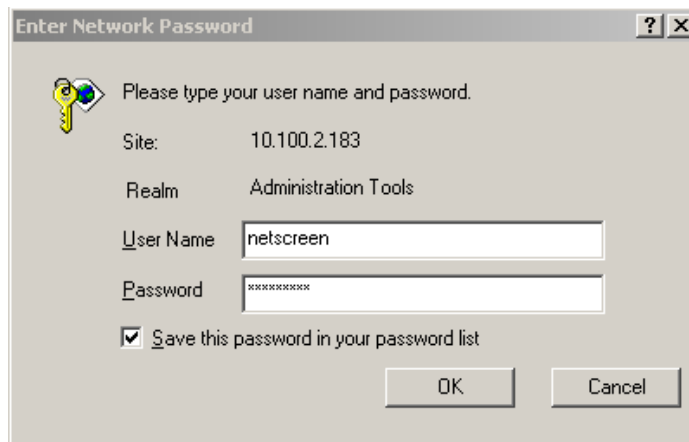 Enter Network Password
Please type your user name and password.
Site: 10.100.2.183
Realm Administration Tools
User Name netscreen
Password xxxxxxxxx
Save this password in your password list
OK Cancel